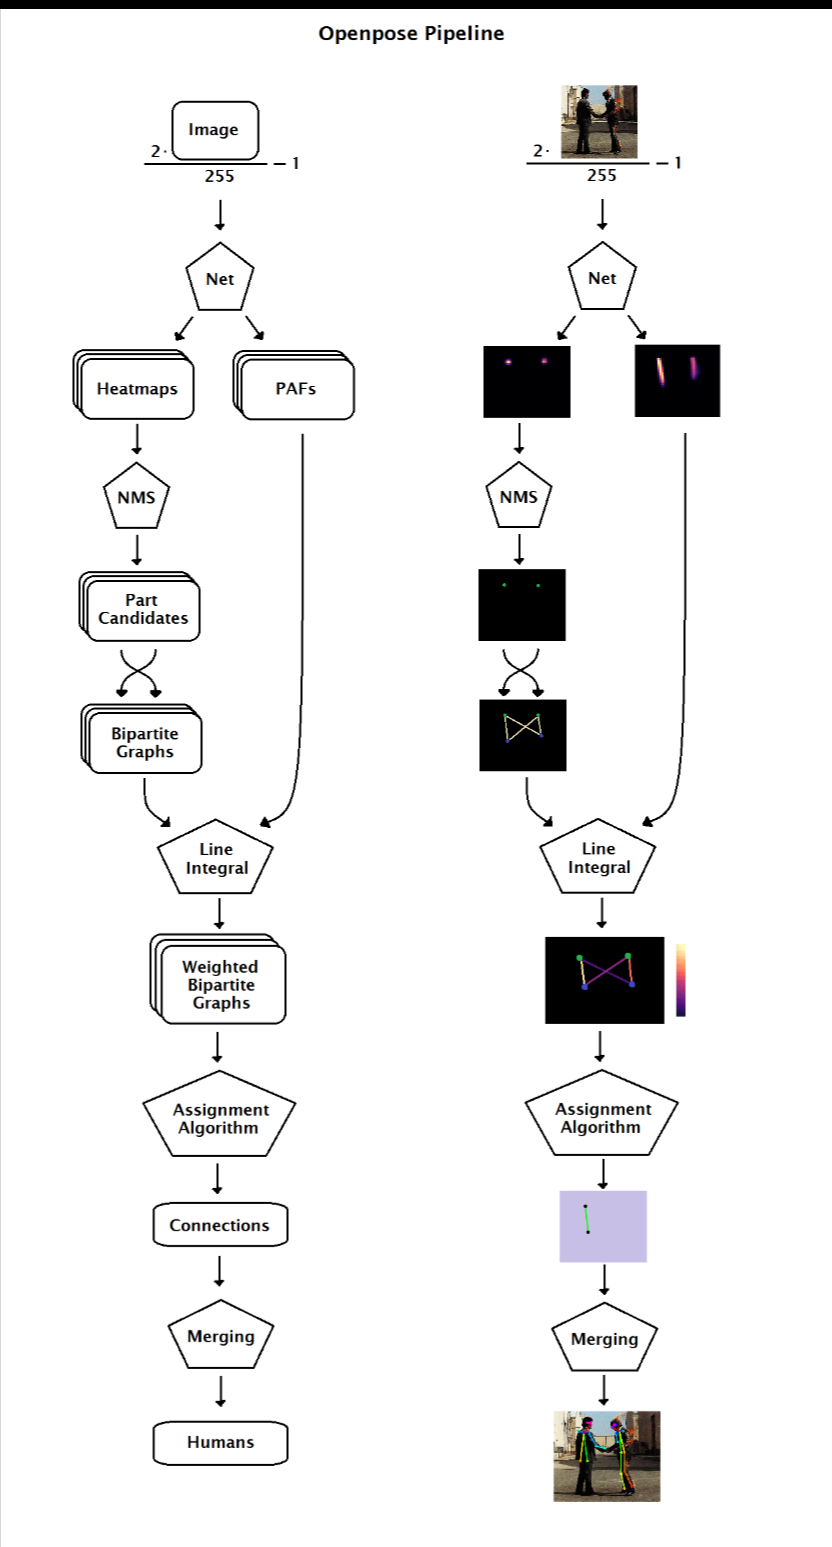 Openpose Pipeline
Image
2·
255
− 1
Net
Heatmaps
PAFs
NMS
Part
Candidates
Bipartite
Graphs
Line
Integral
Weighted
Bipartite
Graphs
Assignment
Algorithm
Connections
Merging
Humans
2·
255
− 1
Net
NMS
Line
Integral
Assignment
Algorithm
Merging